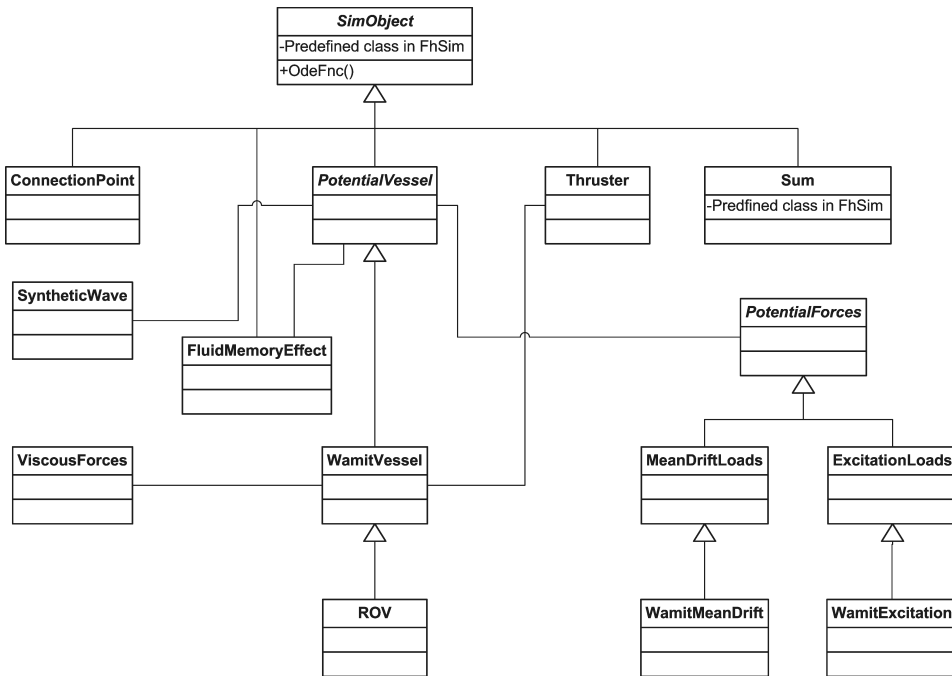 SimObject
-Predefined class in FhSim
+OdeFnc()
ConnectionPoint
PotentialVessel
Thruster
Sum
-Predfined class in FhSim
SyntheticWave
PotentialForces
FluidMemoryEffect
ViscousForces
WamitVessel
MeanDriftLoads
ExcitationLoads
ROV
WamitMeanDrift
WamitExcitation